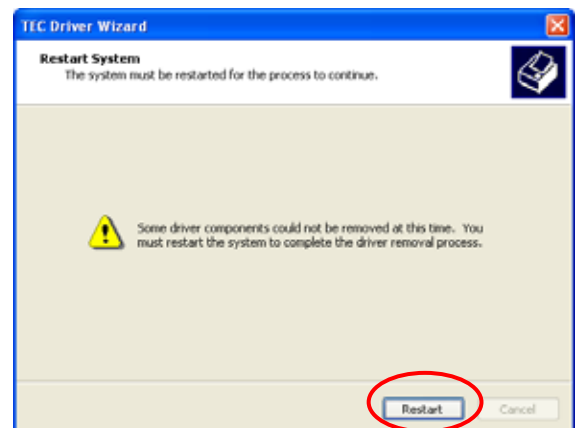 TEC Driver Wizard
Restart System
The system must be restarted for the process to continue.
Some driver components could not be removed at this time. You
must restart the system to complete the driver removal process.
Restart
Cancel